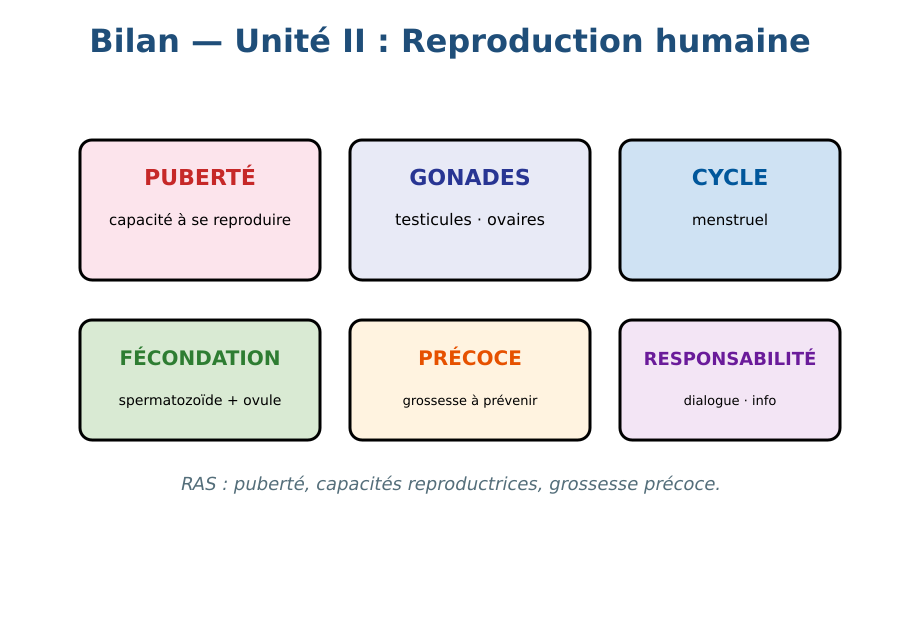 Bilan — Unité II : Reproduction humaine
PUBERTÉ
capacité à se reproduire
GONADES
testicules · ovaires
CYCLE
menstruel
FÉCONDATION
spermatozoïde + ovule
PRÉCOCE
grossesse à prévenir
RESPONSABILITÉ
dialogue · info
RAS : puberté, capacités reproductrices, grossesse précoce.